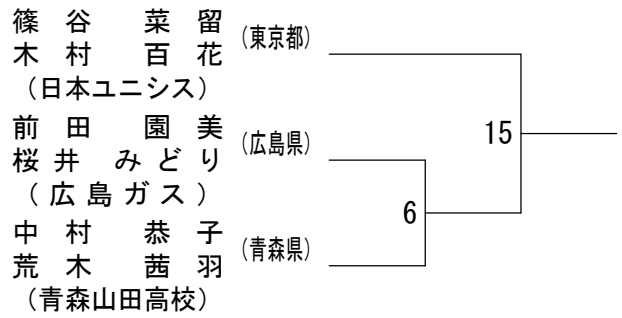 篠谷 菜留
木村 百花
(東京都)
(日本ユニシス)
前田 園美
桜井 みどり
(広島県)
(広島ガス)
中村 恭子
荒木 茜羽
(青森県)
(青森山田高校)
15
6